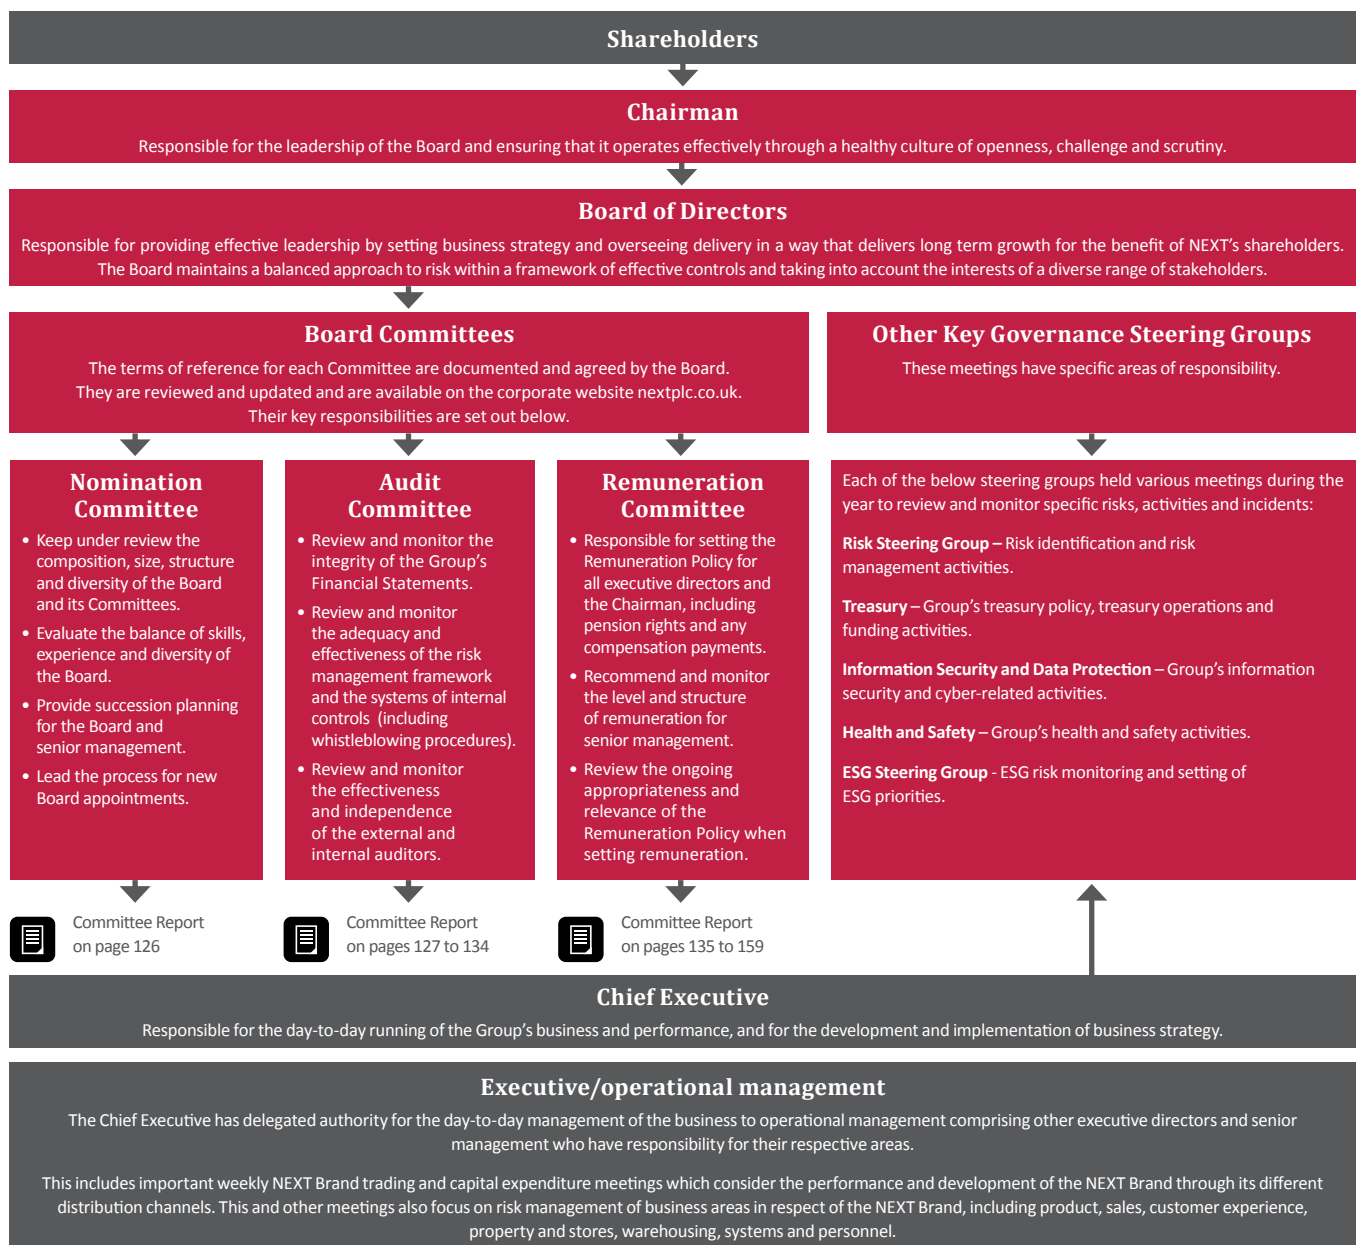 Shareholders
Chairman
Responsible for the leadership of the Board and ensuring that it operates effectively through a healthy culture of openness, challenge and scrutiny.
Board of Directors
Responsible for providing effective leadership by setting business strategy and overseeing delivery in a way that delivers long term growth for the benefit of NEXT’s shareholders.
The Board maintains a balanced approach to risk within a framework of effective controls and taking into account the interests of a diverse range of stakeholders.
Board Committees
The terms of reference for each Committee are documented and agreed by the Board.
They are reviewed and updated and are available on the corporate website nextplc.co.uk.
Their key responsibilities are set out below.
Other Key Governance Steering Groups
These meetings have specific areas of responsibility.
Nomination
Committee
• Keep under review the
composition, size, structure
and diversity of the Board
and its Committees.
• Evaluate the balance of skills,
experience and diversity of
the Board.
• Provide succession planning
for the Board and
senior management.
• Lead the process for new
Board appointments.
Audit
Committee
• Review and monitor the
integrity of the Group’s
Financial Statements.
• Review and monitor
the adequacy and
effectiveness of the risk
management framework
and the systems of internal
controls (including
whistleblowing procedures).
• Review and monitor
the effectiveness
and independence
of the external and
internal auditors.
Remuneration
Committee
• Responsible for setting the
Remuneration Policy for
all executive directors and
the Chairman, including
pension rights and any
compensation payments.
• Recommend and monitor
the level and structure
of remuneration for
senior management.
• Review the ongoing
appropriateness and
relevance of the
Remuneration Policy when
setting remuneration.
Each of the below steering groups held various meetings during the
year to review and monitor specific risks, activities and incidents:
Risk Steering Group – Risk identification and risk
management activities.
Treasury – Group’s treasury policy, treasury operations and
funding activities.
Information Security and Data Protection – Group’s information
security and cyber-related activities.
Health and Safety – Group’s health and safety activities.
ESG Steering Group - ESG risk monitoring and setting of
ESG priorities.
Committee Report
on page 126
Committee Report
on pages 127 to 134
Committee Report
on pages 135 to 159
Chief Executive
Responsible for the day-to-day running of the Group’s business and performance, and for the development and implementation of business strategy.
Executive/operational management
The Chief Executive has delegated authority for the day-to-day management of the business to operational management comprising other executive directors and senior
management who have responsibility for their respective areas.
This includes important weekly NEXT Brand trading and capital expenditure meetings which consider the performance and development of the NEXT Brand through its different
distribution channels. This and other meetings also focus on risk management of business areas in respect of the NEXT Brand, including product, sales, customer experience,
property and stores, warehousing, systems and personnel.